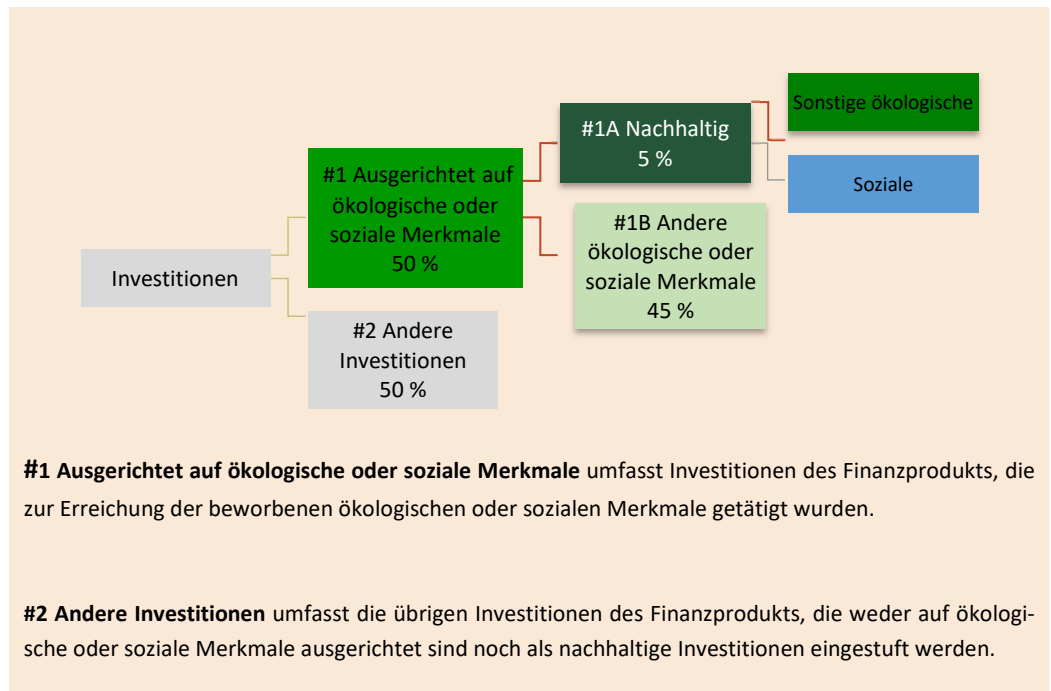 Investitionen
#1 Ausgerichtet auf
ökologische oder
soziale Merkmale
50 %
#2 Andere
Investitionen
50 %
#1A Nachhaltig
5 %
#1B Andere
ökologische oder
soziale Merkmale
45 %
Sonstige ökologische
Soziale
#1 Ausgerichtet auf ökologische oder soziale Merkmale umfasst Investitionen des Finanzprodukts, die
zur Erreichung der beworbenen ökologischen oder sozialen Merkmale getätigt wurden.
#2 Andere Investitionen umfasst die übrigen Investitionen des Finanzprodukts, die weder auf ökologi-
sche oder soziale Merkmale ausgerichtet sind noch als nachhaltige Investitionen eingestuft werden.